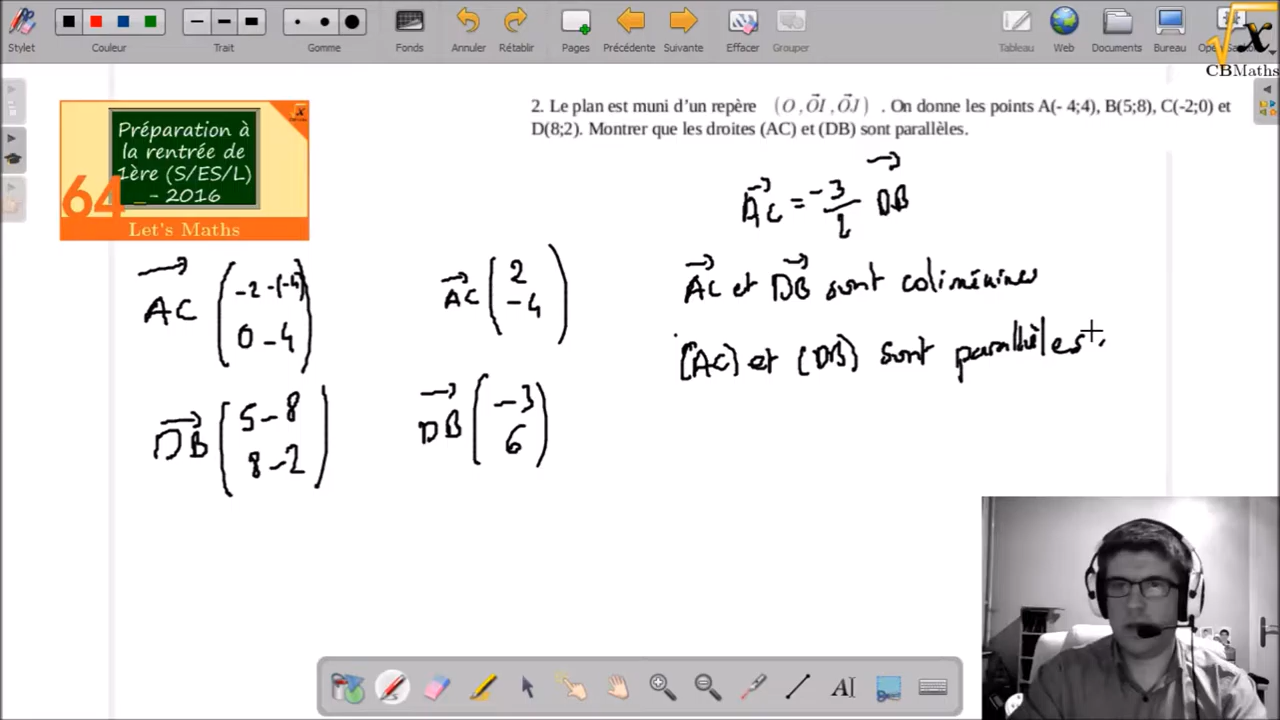 Stylet
Couleur
Trait
Gomme
Fonds
Annuler
Rétablir
Pages
Précédente
Suivante
Effacer
Grouper
Tableau
Web
Documents
Bureau
CBMaths
Préparation à
la rentrée de
1ère (S/ES/L)
_ - 2016
64
Let's Maths
2. Le plan est muni d'un repère (O, OI, OJ) . On donne les points A(- 4;4), B(5;8), C(-2;0) et
D(8;2). Montrer que les droites (AC) et (DB) sont parallèles.
AC = -3/2 DB
AC et DB sont coliménires
(AC) et (DB) sont parallèles.
AC (-2-(-4)
0-4)
AC (2
-4)
DB (5-8
8-2)
DB (-3
6)
AI